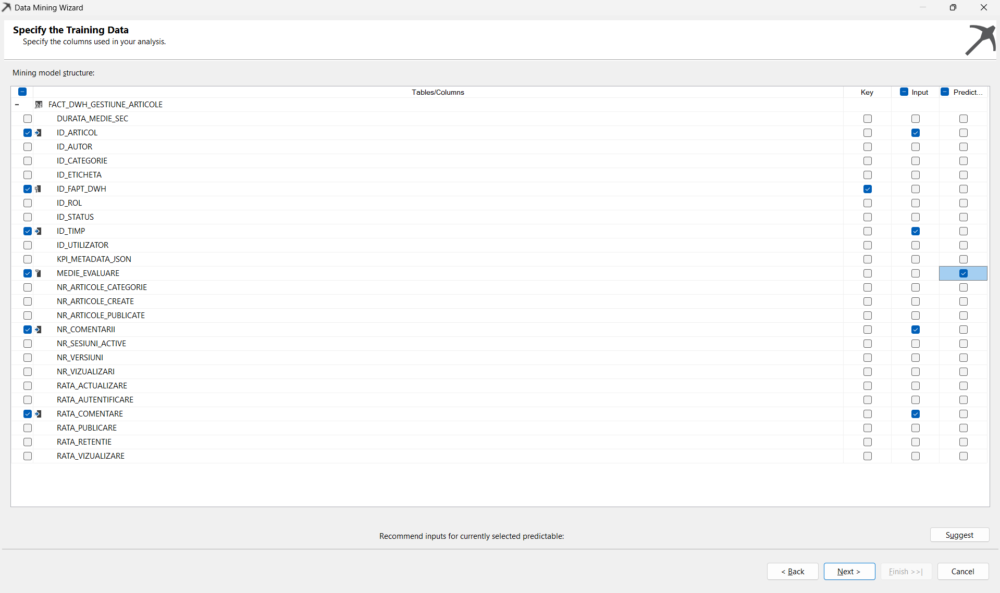 Data Mining Wizard
Specify the Training Data
Specify the columns used in your analysis.
Mining model structure:
Tables/Columns Key Input Predict...
FACT_DWH_GESTIUNE_ARTICOLE
DURATA_MEDIE_SEC
ID_ARTICOL
ID_AUTOR
ID_CATEGORIE
ID_ETICHETA
ID_FAPT_DWH
ID_ROL
ID_STATUS
ID_TIMP
ID_UTILIZATOR
KPI_METADATA_JSON
MEDIE_EVALUARE
NR_ARTICOLE_CATEGORIE
NR_ARTICOLE_CREATE
NR_ARTICOLE_PUBLICATE
NR_COMENTARII
NR_SESIUNI_ACTIVE
NR_VERSIUNI
NR_VIZUALIZARI
RATA_ACTUALIZARE
RATA_AUTENTIFICARE
RATA_COMENTARE
RATA_PUBLICARE
RATA_RETENTIE
RATA_VIZUALIZARE
Recommend inputs for currently selected predictable: Suggest
< Back Next > Finish >>| Cancel